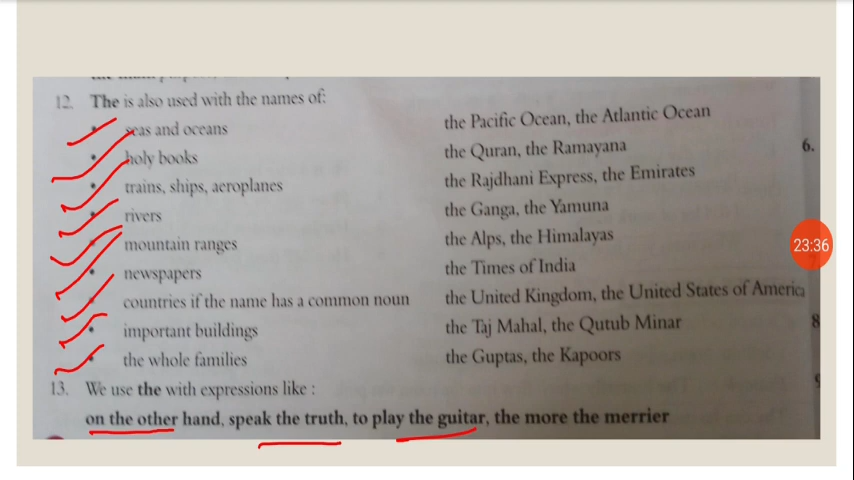 12. The is also used with the names of:
• seas and oceans the Pacific Ocean, the Atlantic Ocean
• holy books the Quran, the Ramayana
6.
• trains, ships, aeroplanes the Rajdhani Express, the Emirates
• rivers the Ganga, the Yamuna
• mountain ranges the Alps, the Himalayas
23:36
• newspapers the Times of India
• countries if the name has a common noun the United Kingdom, the United States of America
• important buildings the Taj Mahal, the Qutub Minar
8
• the whole families the Guptas, the Kapoors
13. We use the with expressions like :
on the other hand, speak the truth, to play the guitar, the more the merrier